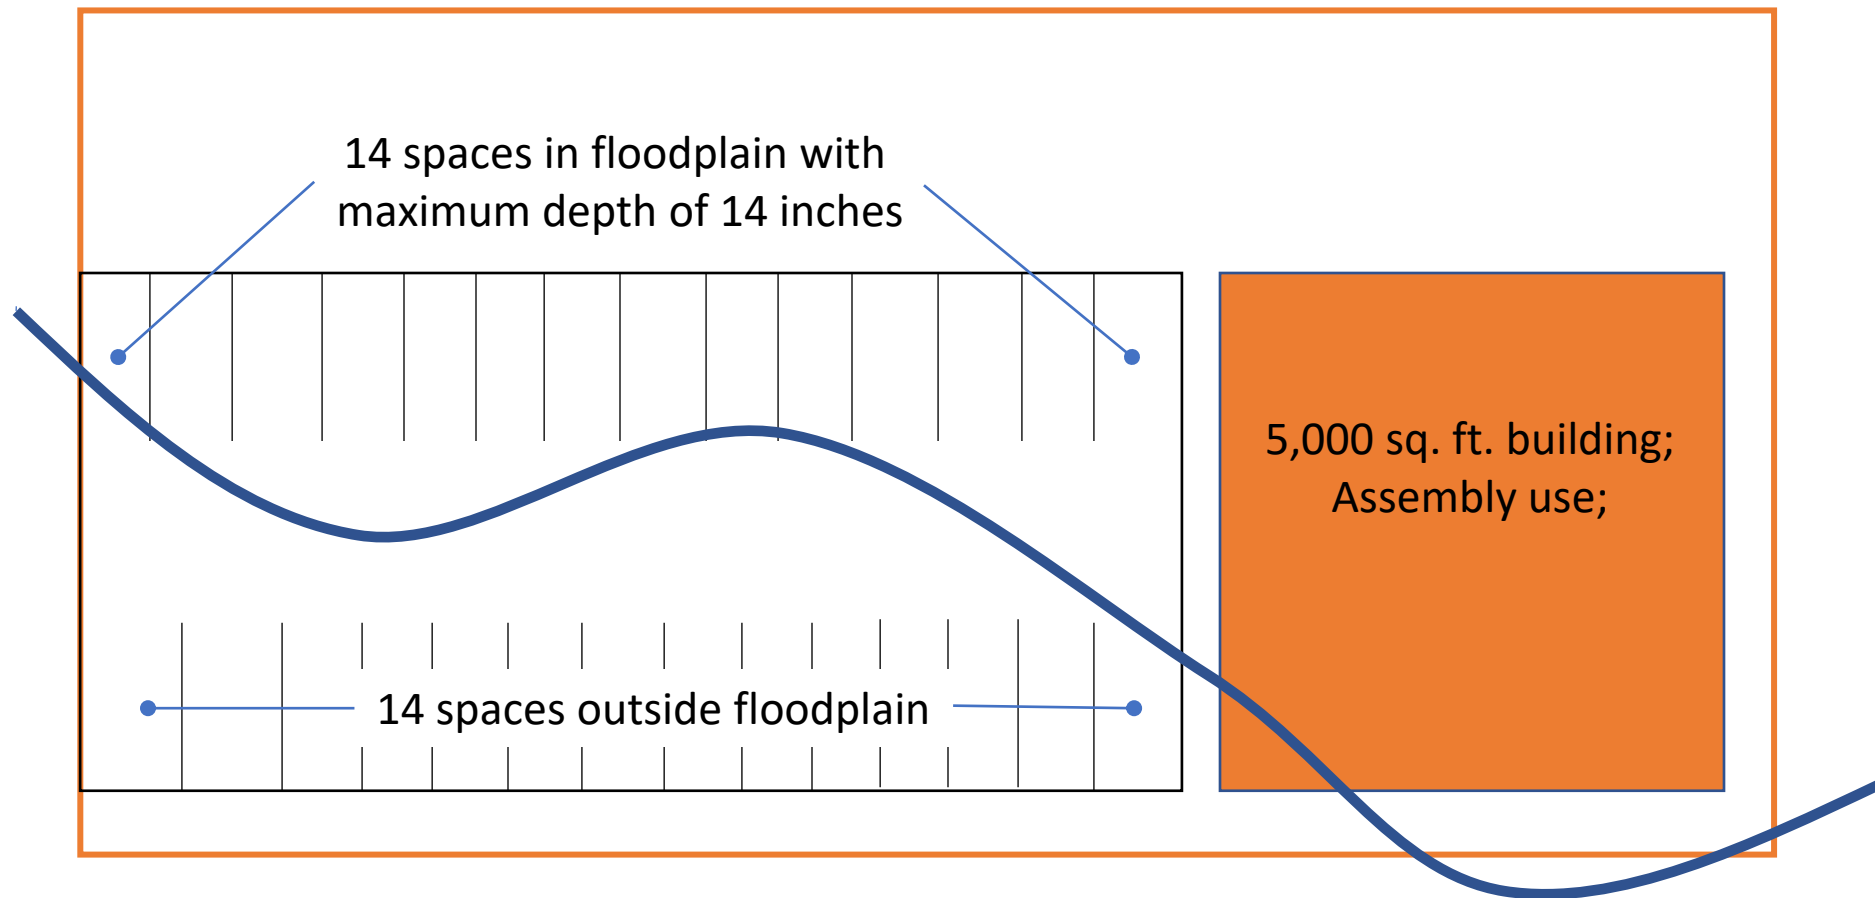 14 spaces in floodplain with
maximum depth of 14 inches
5,000 sq. ft. building;
Assembly use;
14 spaces outside floodplain